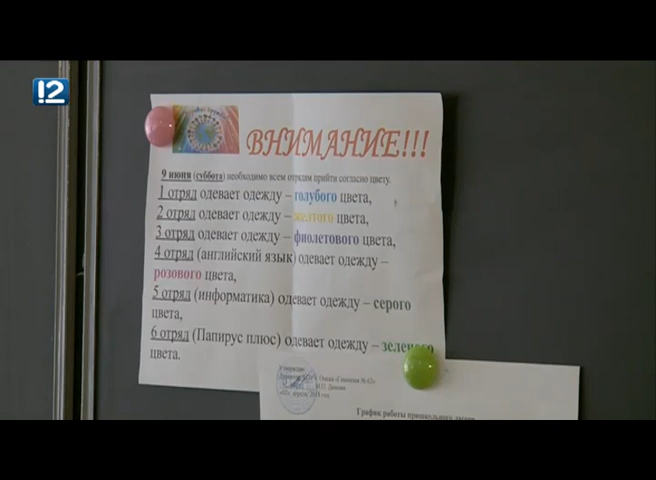 12
ВНИМАНИЕ!!!
9 июня (суббота) необходимо всем отрядам прийти согласно цвету.
1 отряд одевает одежду – голубого цвета,
2 отряд одевает одежду – желтого цвета,
3 отряд одевает одежду – фиолетового цвета,
4 отряд (английский язык) одевает одежду –
розового цвета,
5 отряд (информатика) одевает одежду – серого
цвета,
6 отряд (Папирус плюс) одевает одежду – зеленого
цвета.
График работы пришкольного лагеря